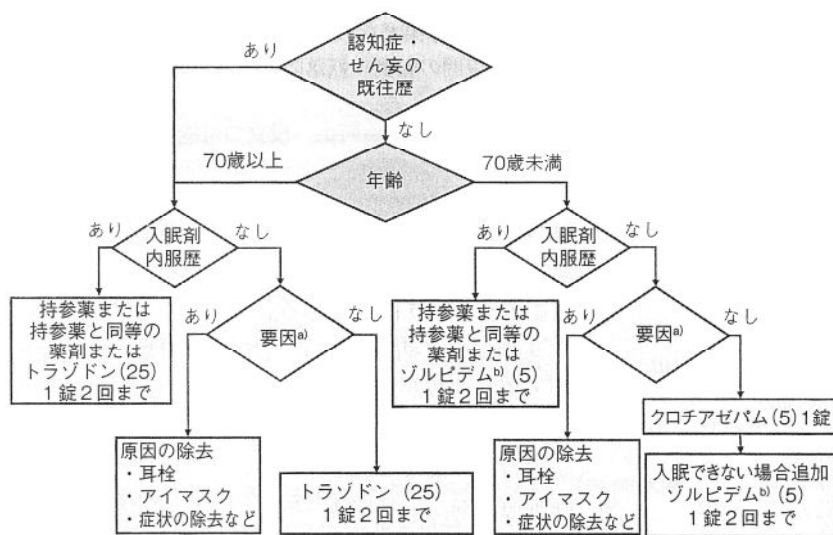 あり
認知症・
せん妄の
既往歴
なし
70歳以上
年齢
70歳未満
あり
入眠剤
内服歴
なし
あり
入眠剤
内服歴
なし
持参薬または
持参薬と同等の
薬剤または
トラゾドン(25)
1錠2回まで
あり
要因a)
なし
持参薬または
持参薬と同等の
薬剤または
ゾルピデムb)(5)
1錠2回まで
あり
要因a)
なし
原因の除去
・耳栓
・アイマスク
・症状の除去など
トラゾドン(25)
1錠2回まで
原因の除去
・耳栓
・アイマスク
・症状の除去など
クロチアゼパム(5)1錠
入眠できない場合追加
ゾルピデムb)(5)
1錠2回まで